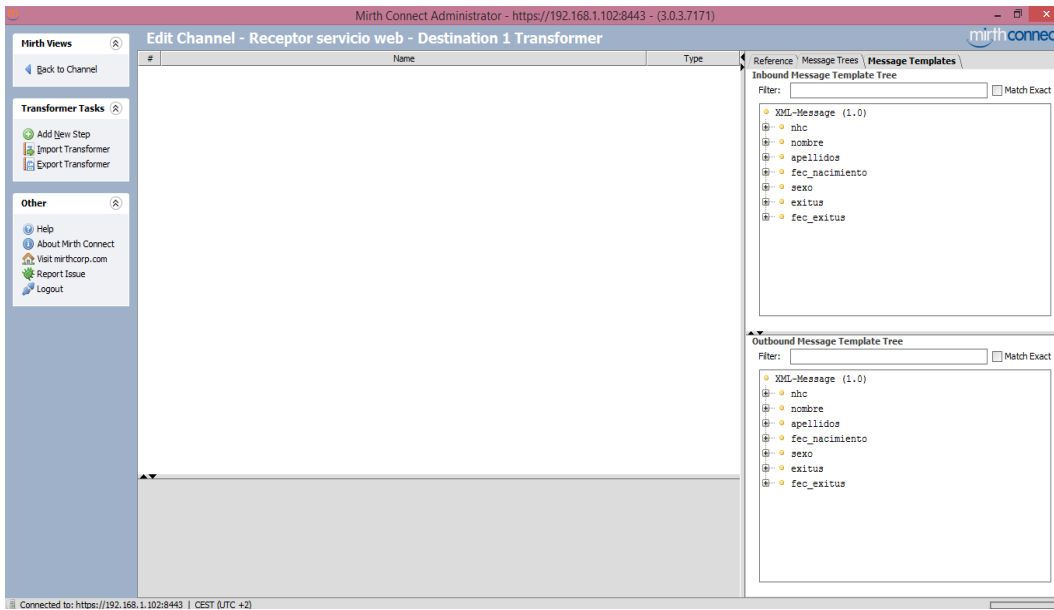 Mirth Connect Administrator - https://192.168.1.102:8443 - (3.0.3.7171)
Mirth Views
Back to Channel
Transformer Tasks
Add New Step
Import Transformer
Export Transformer
Other
Help
About Mirth Connect
Visit mirthcorp.com
Report Issue
Logout
Edit Channel - Receptor servicio web - Destination 1 Transformer
mirth connec
# Name Type
Reference Message Trees Message Templates
Inbound Message Template Tree
Filter: Match Exact
XML-Message (1.0)
nhc
nombre
apellidos
fec_nacimiento
sexo
exitus
fec_exitus
Outbound Message Template Tree
Filter: Match Exact
XML-Message (1.0)
nhc
nombre
apellidos
fec_nacimiento
sexo
exitus
fec_exitus
Connected to: https://192.168.1.102:8443 | CEST (UTC +2)